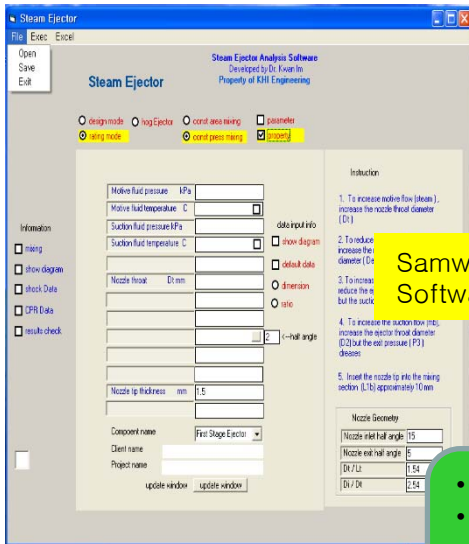 Steam Ejector
File Exec Excel
Open
Save
Exit
Steam Ejector Analysis Software
Developed by Dr. Kwan Im
Property of KHI Engineering
Steam Ejector
design mode hog Ejector const area mixing parameter
rating mode const press mixing property
Information
mixing
show diagram
shock Data
CPR Data
results check
Motive fluid pressure kPa
Motive fluid temperature C
Suction fluid pressure kPa
Suction fluid temperature C
Nozzle throat Dt mm
2 <--half angle
Nozzle tip thickness mm 1.5
Compoent name First Stage Ejector
Client name
Project name
update window update window
data input info
show diagram
default data
dimension
ratio
Instruction
1. To increase motive flow (steam ),
increase the nozzle throat diameter
( Dt )
2. To reduce
increase the
diameter ( De
3. To increas
reduce the e
but the suctio
Samw
Softwa
4. To increase the suction flow (mb),
increase the ejector throat diameter
(D2) but the exit pressure ( P3 )
dreases
5. Insert the nozzle tip into the mixing
section (L1b) approximately 10 mm
Nozzle Geometry
Nozzle inlet half angle 15
Nozzle exit half angle 5
Dt / Lt 1.54
Di / Dt 2.54